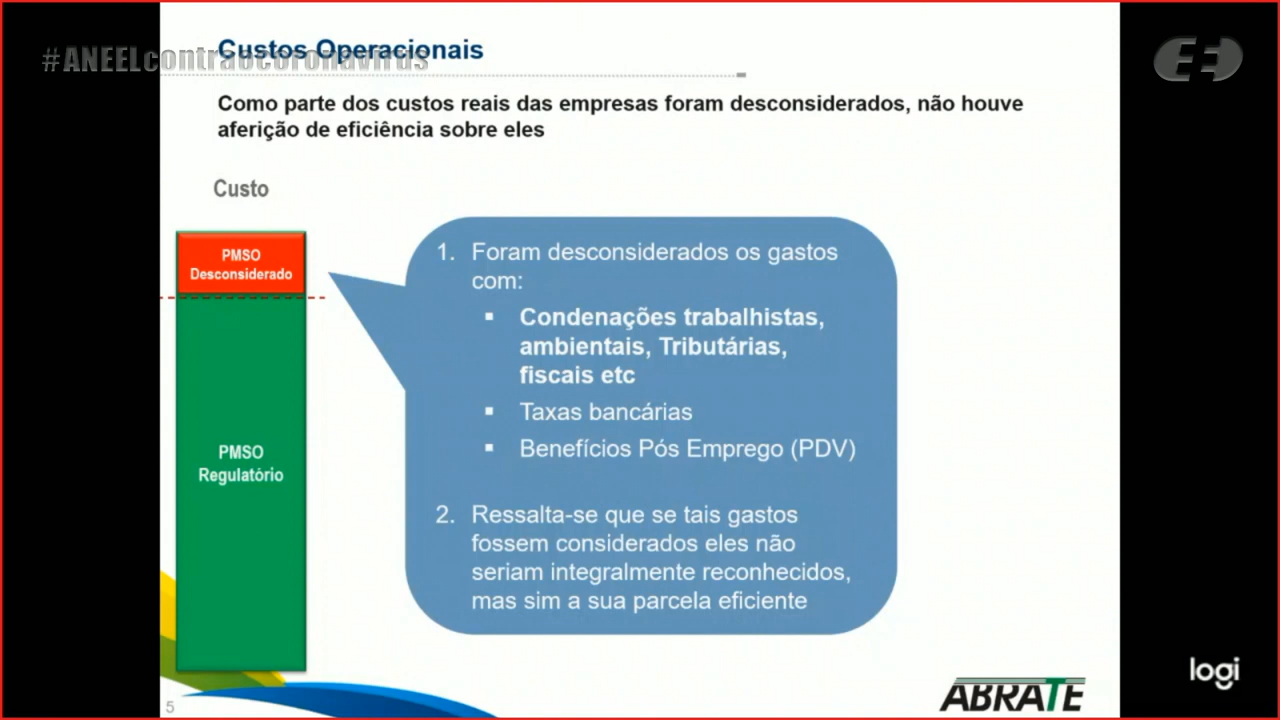 Custos Operacionais
#ANEELcontraocoronavírus
Como parte dos custos reais das empresas foram desconsiderados, não houve
aferição de eficiência sobre eles
Custo
PMSO
Desconsiderado
PMSO
Regulatório
1. Foram desconsiderados os gastos
com:
▪ Condenações trabalhistas,
ambientais, Tributárias,
fiscais etc
▪ Taxas bancárias
▪ Benefícios Pós Emprego (PDV)
2. Ressalta-se que se tais gastos
fossem considerados eles não
seriam integralmente reconhecidos,
mas sim a sua parcela eficiente
5
ABRATE
logi